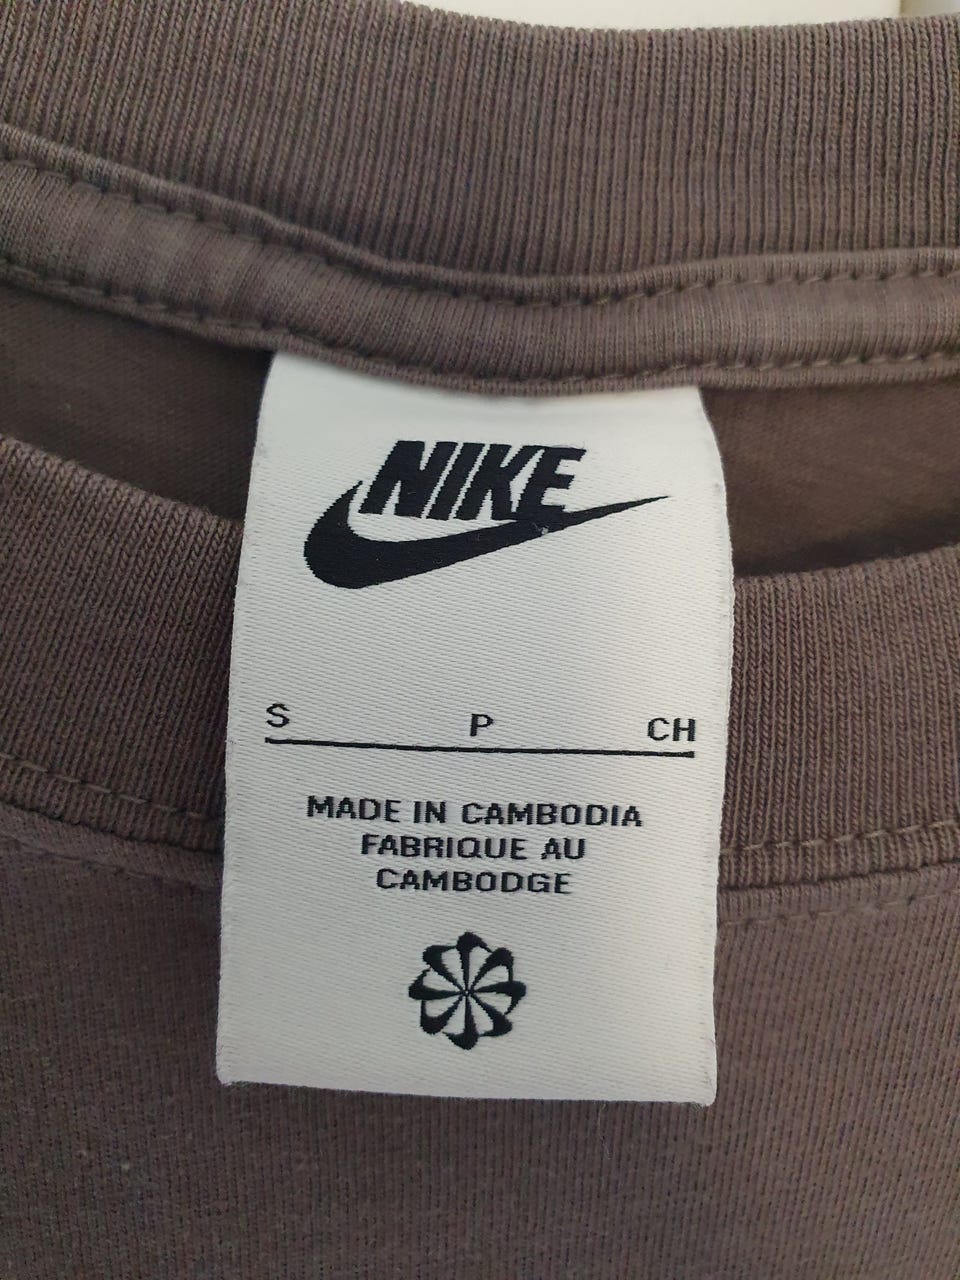 NIKE
S P CH
MADE IN CAMBODIA
FABRIQUE AU
CAMBODGE